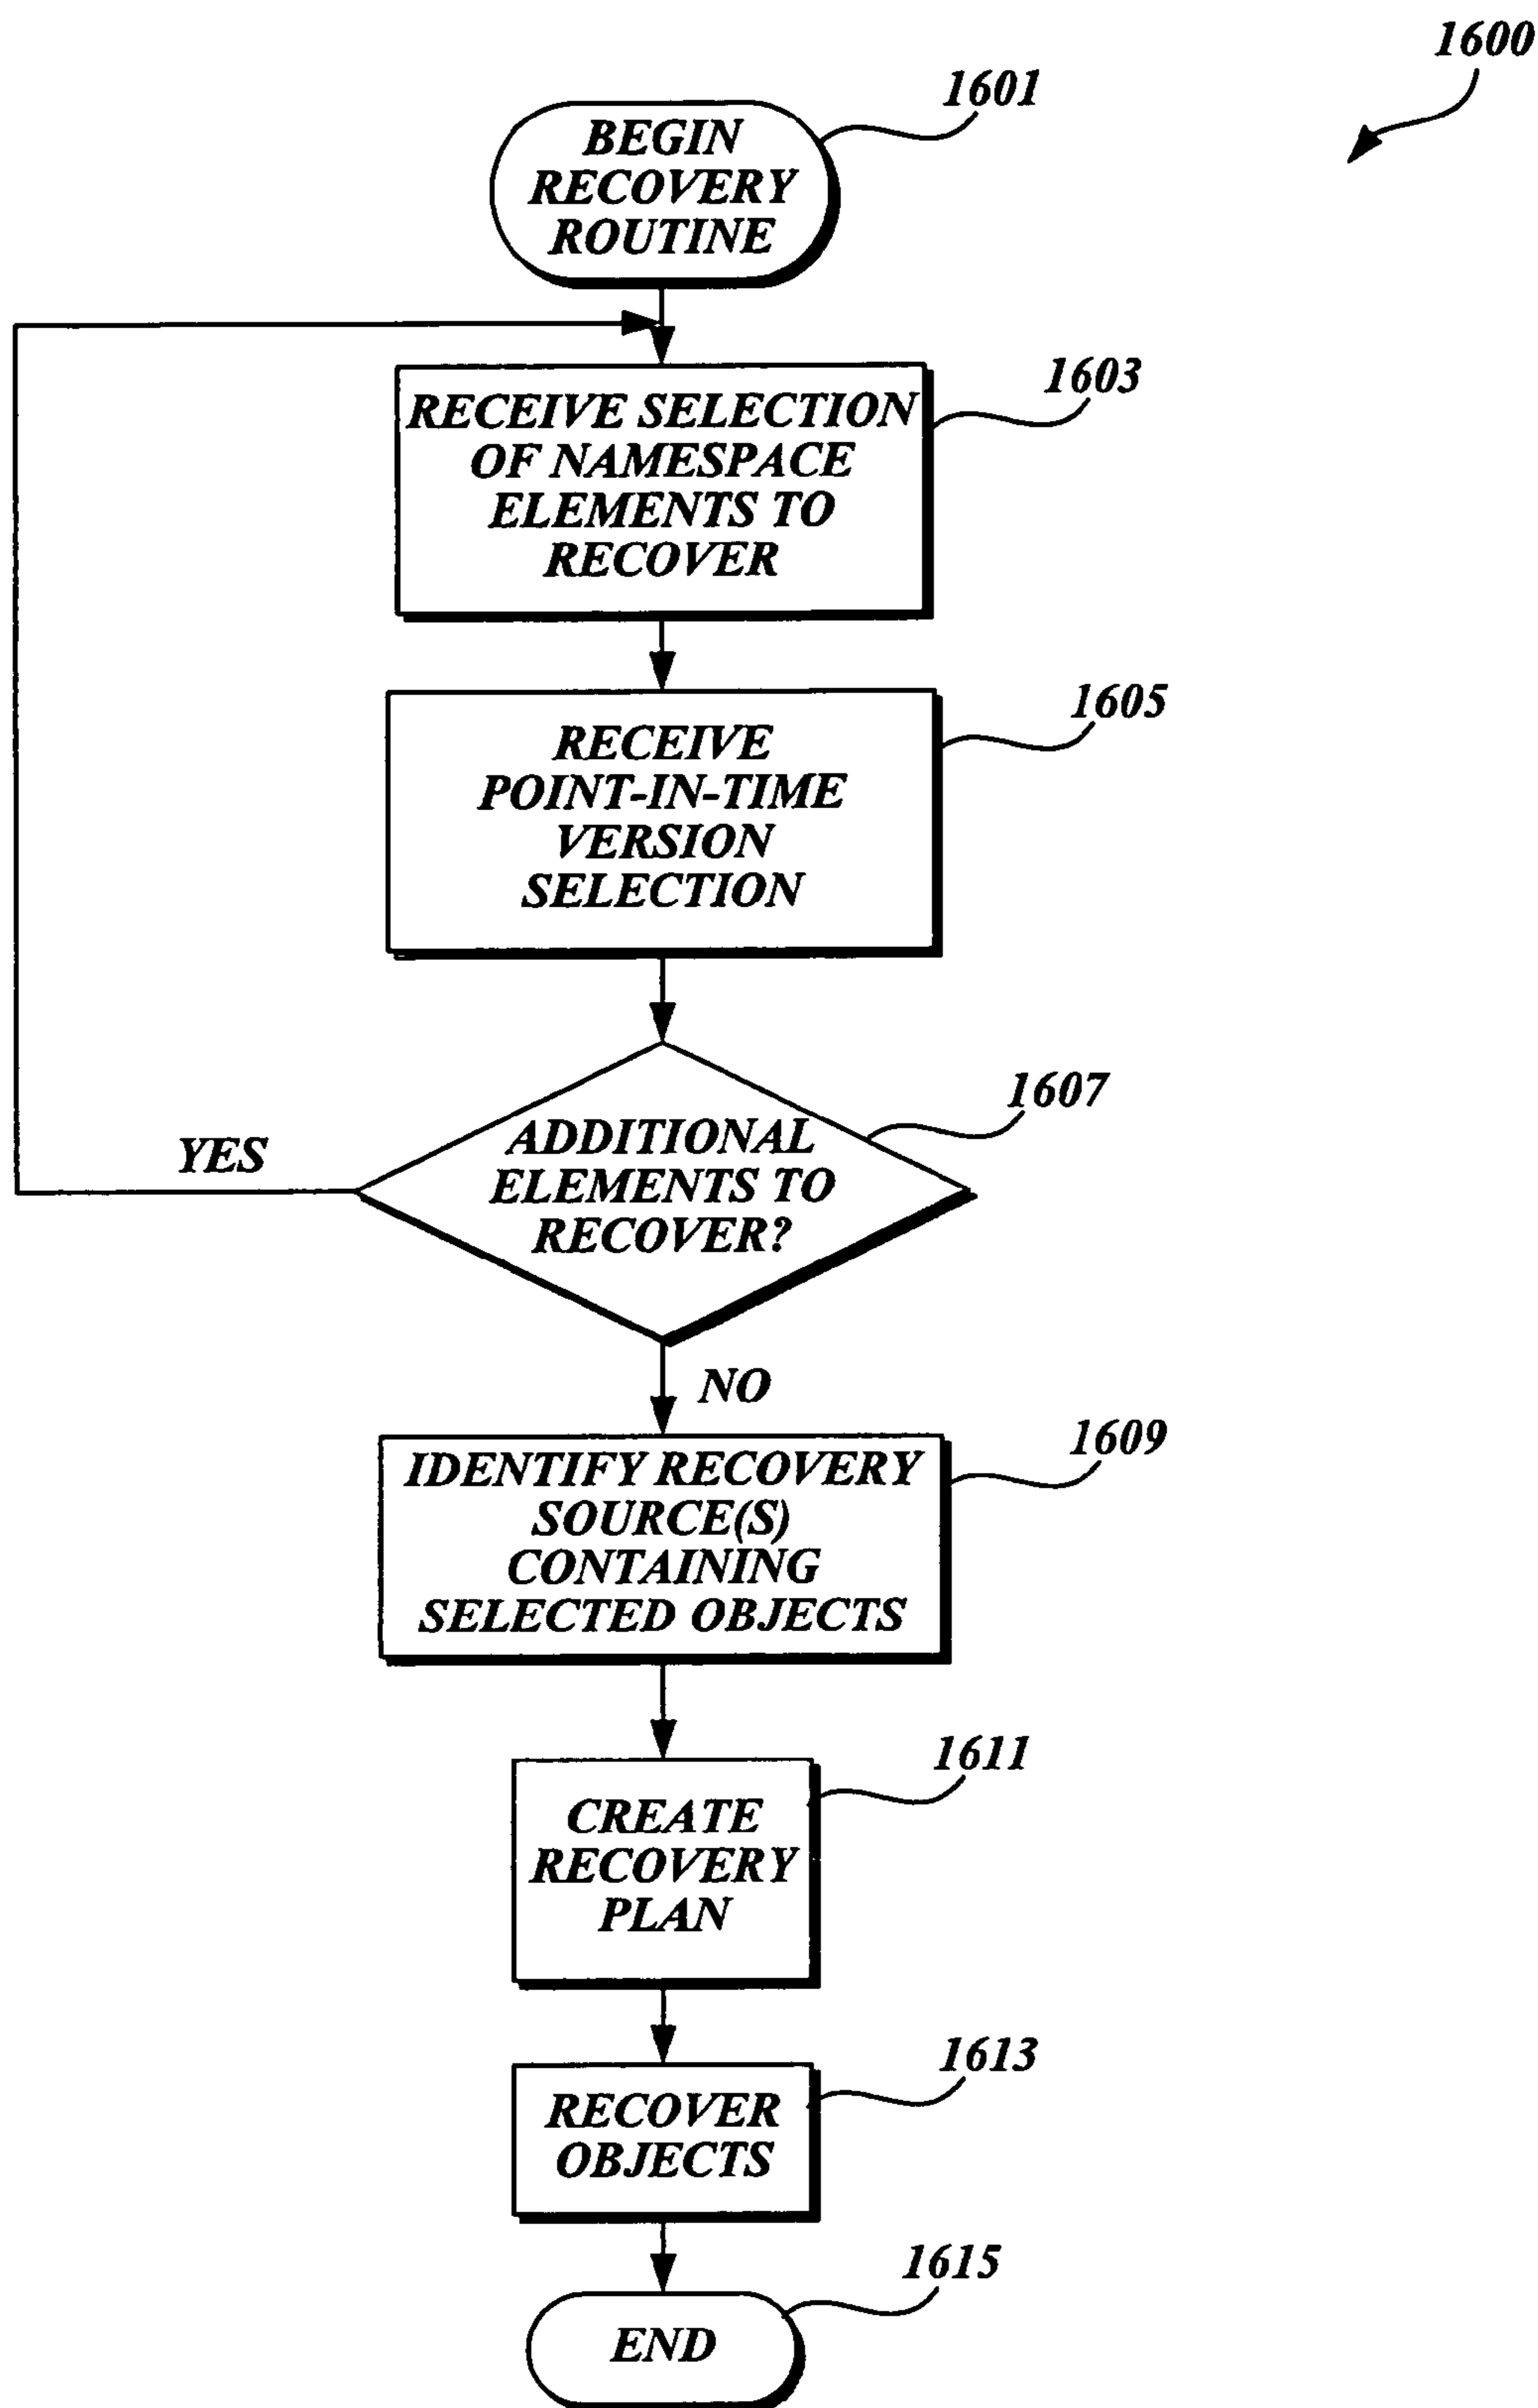 1600
1601
BEGIN
RECOVERY
ROUTINE
1603
RECEIVE SELECTION
OF NAMESPACE
ELEMENTS TO
RECOVER
1605
RECEIVE
POINT-IN-TIME
VERSION
SELECTION
1607
ADDITIONAL
ELEMENTS TO
RECOVER?
YES
NO
1609
IDENTIFY RECOVERY
SOURCE(S)
CONTAINING
SELECTED OBJECTS
1611
CREATE
RECOVERY
PLAN
1613
RECOVER
OBJECTS
1615
END